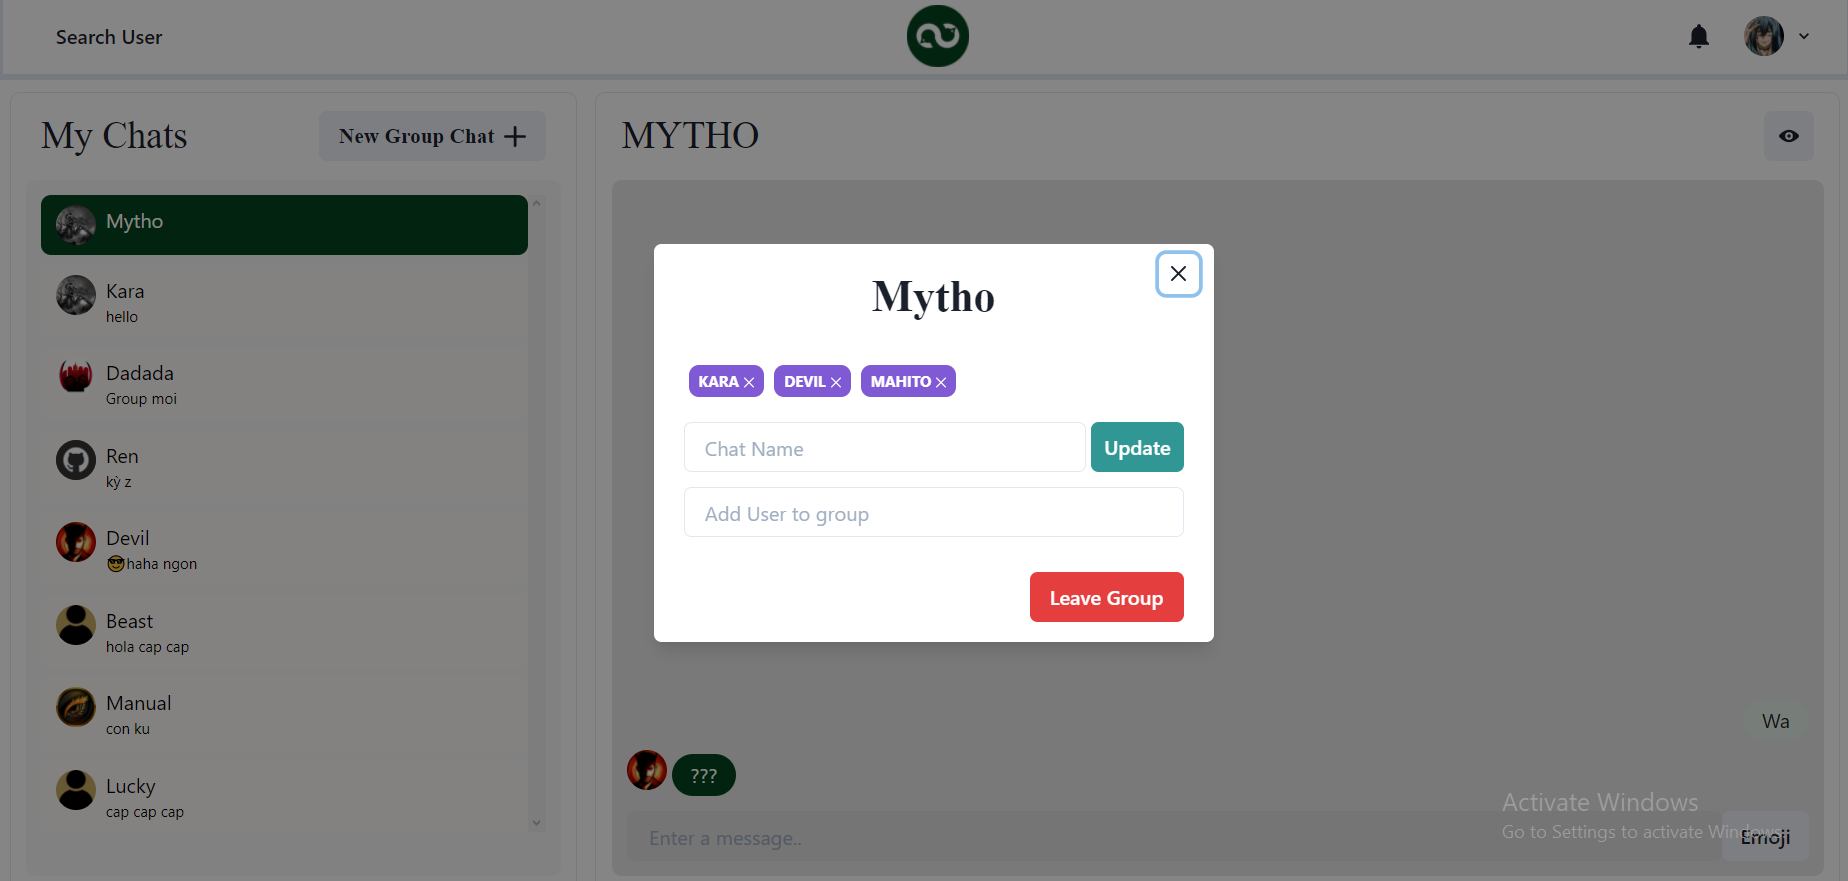 Search User
My Chats
New Group Chat
Mytho
Kara
hello
Dadada
Group moi
Ren
kỳ z
Devil
😎haha ngon
Beast
hola cap cap
Manual
con ku
Lucky
cap cap cap
MYTHO
Mytho
KARA
DEVIL
MAHITO
Chat Name
Update
Add User to group
Leave Group
Wa
???
Enter a message..
Emoji
Activate Windows
Go to Settings to activate Windows.